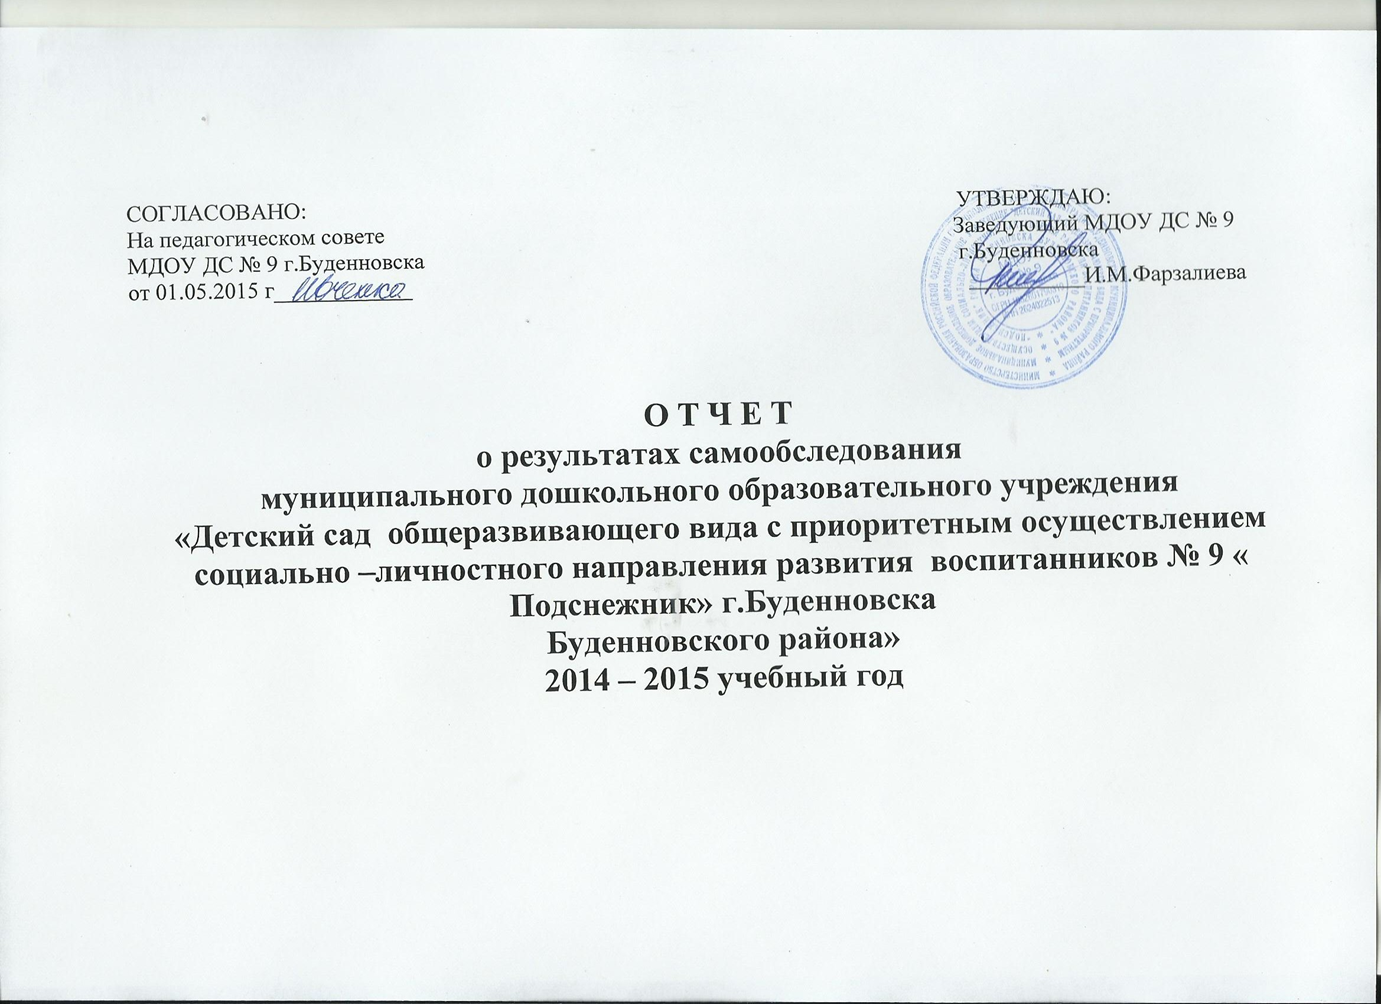 СОГЛАСОВАНО:
На педагогическом совете
МДОУ ДС № 9 г.Буденновска
от 01.05.2015 г
УТВЕРЖДАЮ:
Заведующий МДОУ ДС № 9
г.Буденновска
И.М.Фарзалиева
О Т Ч Е Т
о результатах самообследования
муниципального дошкольного образовательного учреждения
«Детский сад общеразвивающего вида с приоритетным осуществлением
социально –личностного направления развития воспитанников № 9 «
Подснежник» г.Буденновска
Буденновского района»
2014 – 2015 учебный год